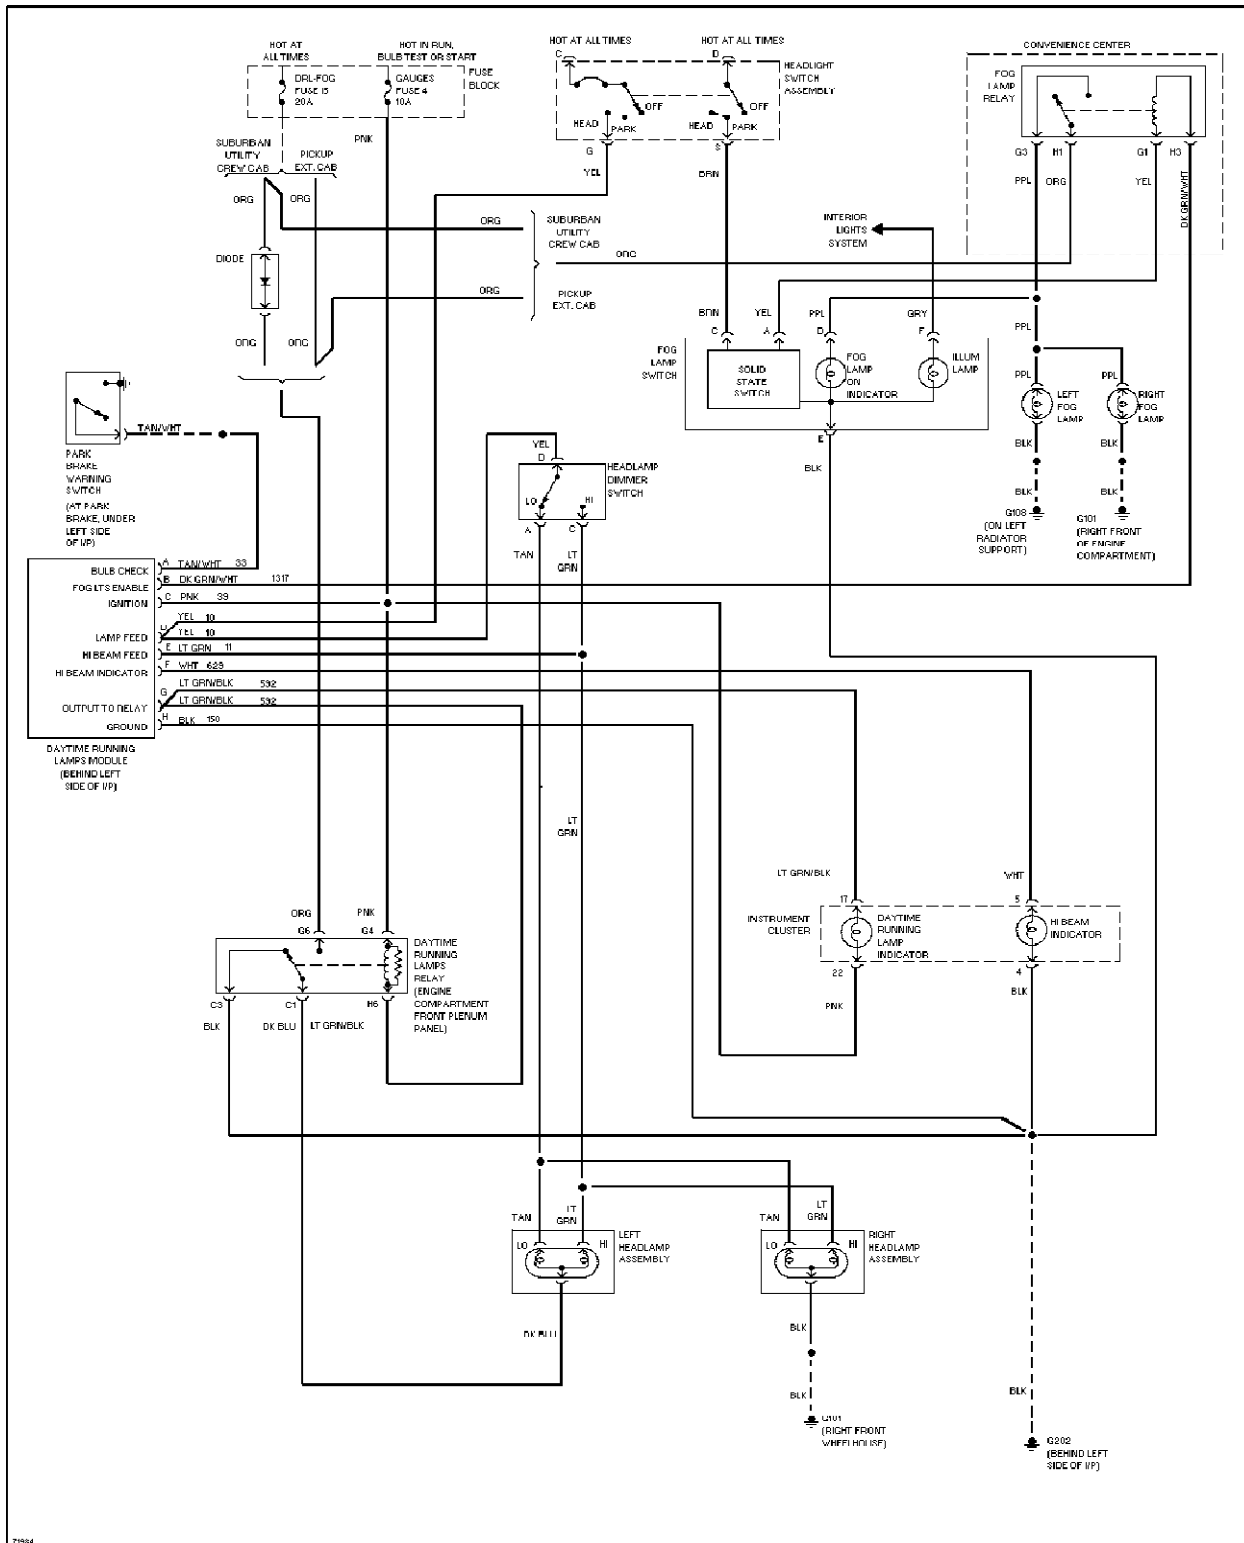 HOT AT
ALL TIMES
HOT IN RUN,
BULB TEST OR START
DRL-FOG
FUSE 15
20A
GAUGES
FUSE 4
10A
FUSE
BLOCK
HOT AT ALL TIMES
HOT AT ALL TIMES
C
D
HEADLIGHT
SWITCH
ASSEMBLY
OFF
OFF
HEAD
PARK
HEAD
PARK
G
S
YEL
BRN
CONVENIENCE CENTER
FOG
LAMP
RELAY
G3
H1
G1
H3
PPL
ORG
YEL
DK GRN/WHT
PNK
SUBURBAN
UTILITY
CREW CAB
PICKUP
EXT. CAB
ORG
ORG
ORG
SUBURBAN
UTILITY
CREW CAB
ORG
ORG
PICKUP
EXT. CAB
DIODE
ORG
ORG
INTERIOR
LIGHTS
SYSTEM
BRN
YEL
PPL
GRY
C
A
D
F
FOG
LAMP
SWITCH
SOLID
STATE
SWITCH
FOG
LAMP
ON
INDICATOR
ILLUM
LAMP
E
BLK
PPL
PPL
PPL
LEFT
FOG
LAMP
RIGHT
FOG
LAMP
BLK
BLK
BLK
BLK
G108
(ON LEFT
RADIATOR
SUPPORT)
G101
(RIGHT FRONT
OF ENGINE
COMPARTMENT)
TAN/WHT
PARK
BRAKE
WARNING
SWITCH
(AT PARK
BRAKE, UNDER
LEFT SIDE
OF I/P)
YEL
D
HEADLAMP
DIMMER
SWITCH
LO
HI
A
C
TAN
LT
GRN
BULB CHECK
A TAN/WHT 33
FOG LTS ENABLE
B DK GRN/WHT 1317
IGNITION
C PNK 39
YEL 10
D
LAMP FEED
YEL 10
HI BEAM FEED
E LT GRN 11
HI BEAM INDICATOR
F WHT 629
LT GRN/BLK 592
G
OUTPUT TO RELAY
LT GRN/BLK 592
GROUND
H BLK 150
DAYTIME RUNNING
LAMPS MODULE
(BEHIND LEFT
SIDE OF I/P)
LT
GRN
LT GRN/BLK
WHT
17
5
INSTRUMENT
CLUSTER
DAYTIME
RUNNING
LAMP
INDICATOR
HI BEAM
INDICATOR
22
4
PNK
BLK
ORG
PNK
G6
G4
DAYTIME
RUNNING
LAMPS
RELAY
(ENGINE
COMPARTMENT
FRONT PLENUM
PANEL)
C3
C1
H6
BLK
DK BLU
LT GRN/BLK
TAN
LT
GRN
LO
HI
LEFT
HEADLAMP
ASSEMBLY
TAN
LT
GRN
LO
HI
RIGHT
HEADLAMP
ASSEMBLY
DK BLU
BLK
BLK
G101
(RIGHT FRONT
WHEELHOUSE)
BLK
G202
(BEHIND LEFT
SIDE OF I/P)
71984